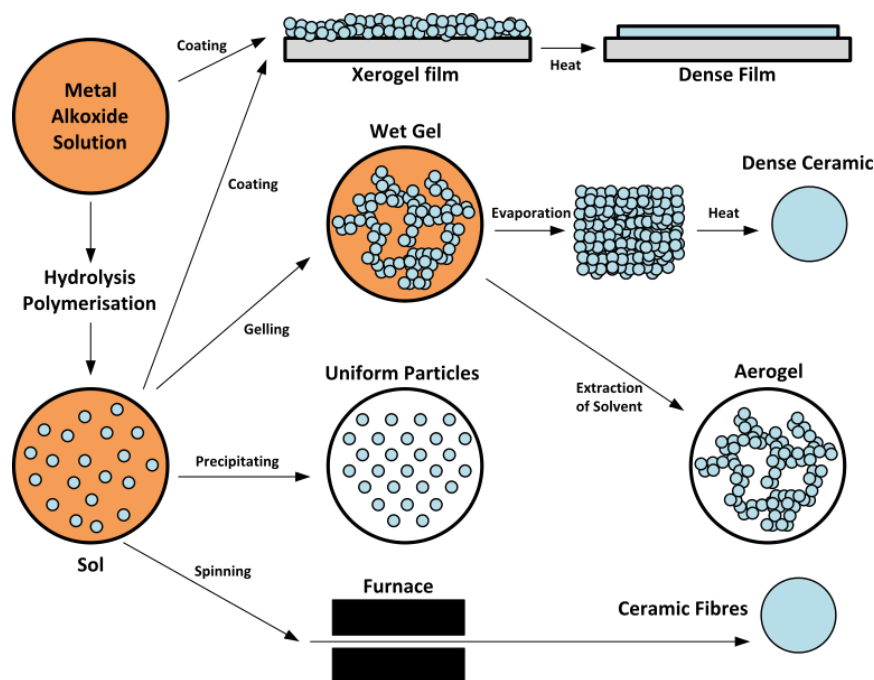 Coating
Xerogel film
Heat
Dense Film
Metal
Alkoxide
Solution
Wet Gel
Coating
Dense Ceramic
Evaporation
Heat
Hydrolysis
Polymerisation
Gelling
Uniform Particles
Extraction
of Solvent
Aerogel
Precipitating
Sol
Spinning
Furnace
Ceramic Fibres